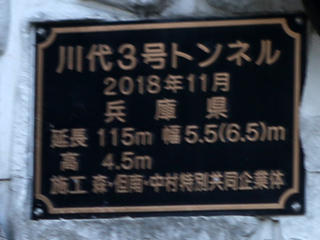 川代3号トンネル
2018年11月
兵庫県
延長 115m 幅5.5(6.5)m
高 4.5m
施工 森・但南・中村特別共同企業体